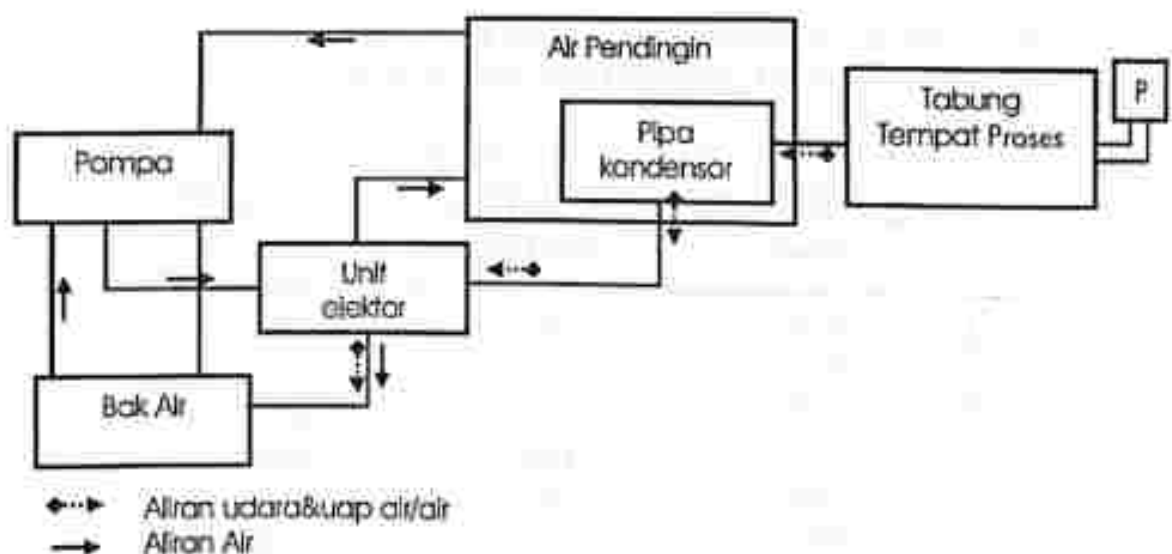 Air Pendingin
Pipa
kondensor
Tabung
Tempat Proses
P
Pompa
Unit
ejektor
Bak Air
Aliran udara&uap air/air
Aliran Air